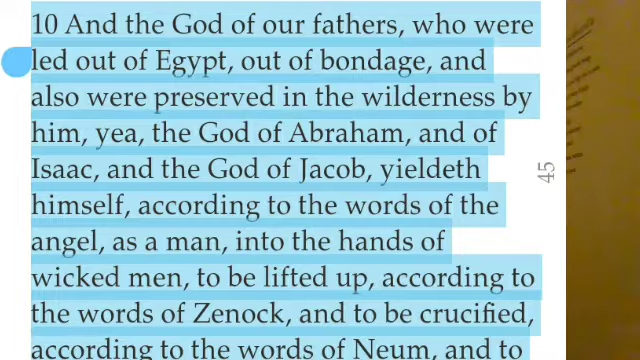 10 And the God of our fathers, who were
led out of Egypt, out of bondage, and
also were preserved in the wilderness by
him, yea, the God of Abraham, and of
Isaac, and the God of Jacob, yieldeth
himself, according to the words of the
angel, as a man, into the hands of
wicked men, to be lifted up, according to
the words of Zenock, and to be crucified,
according to the words of Neum, and to
45